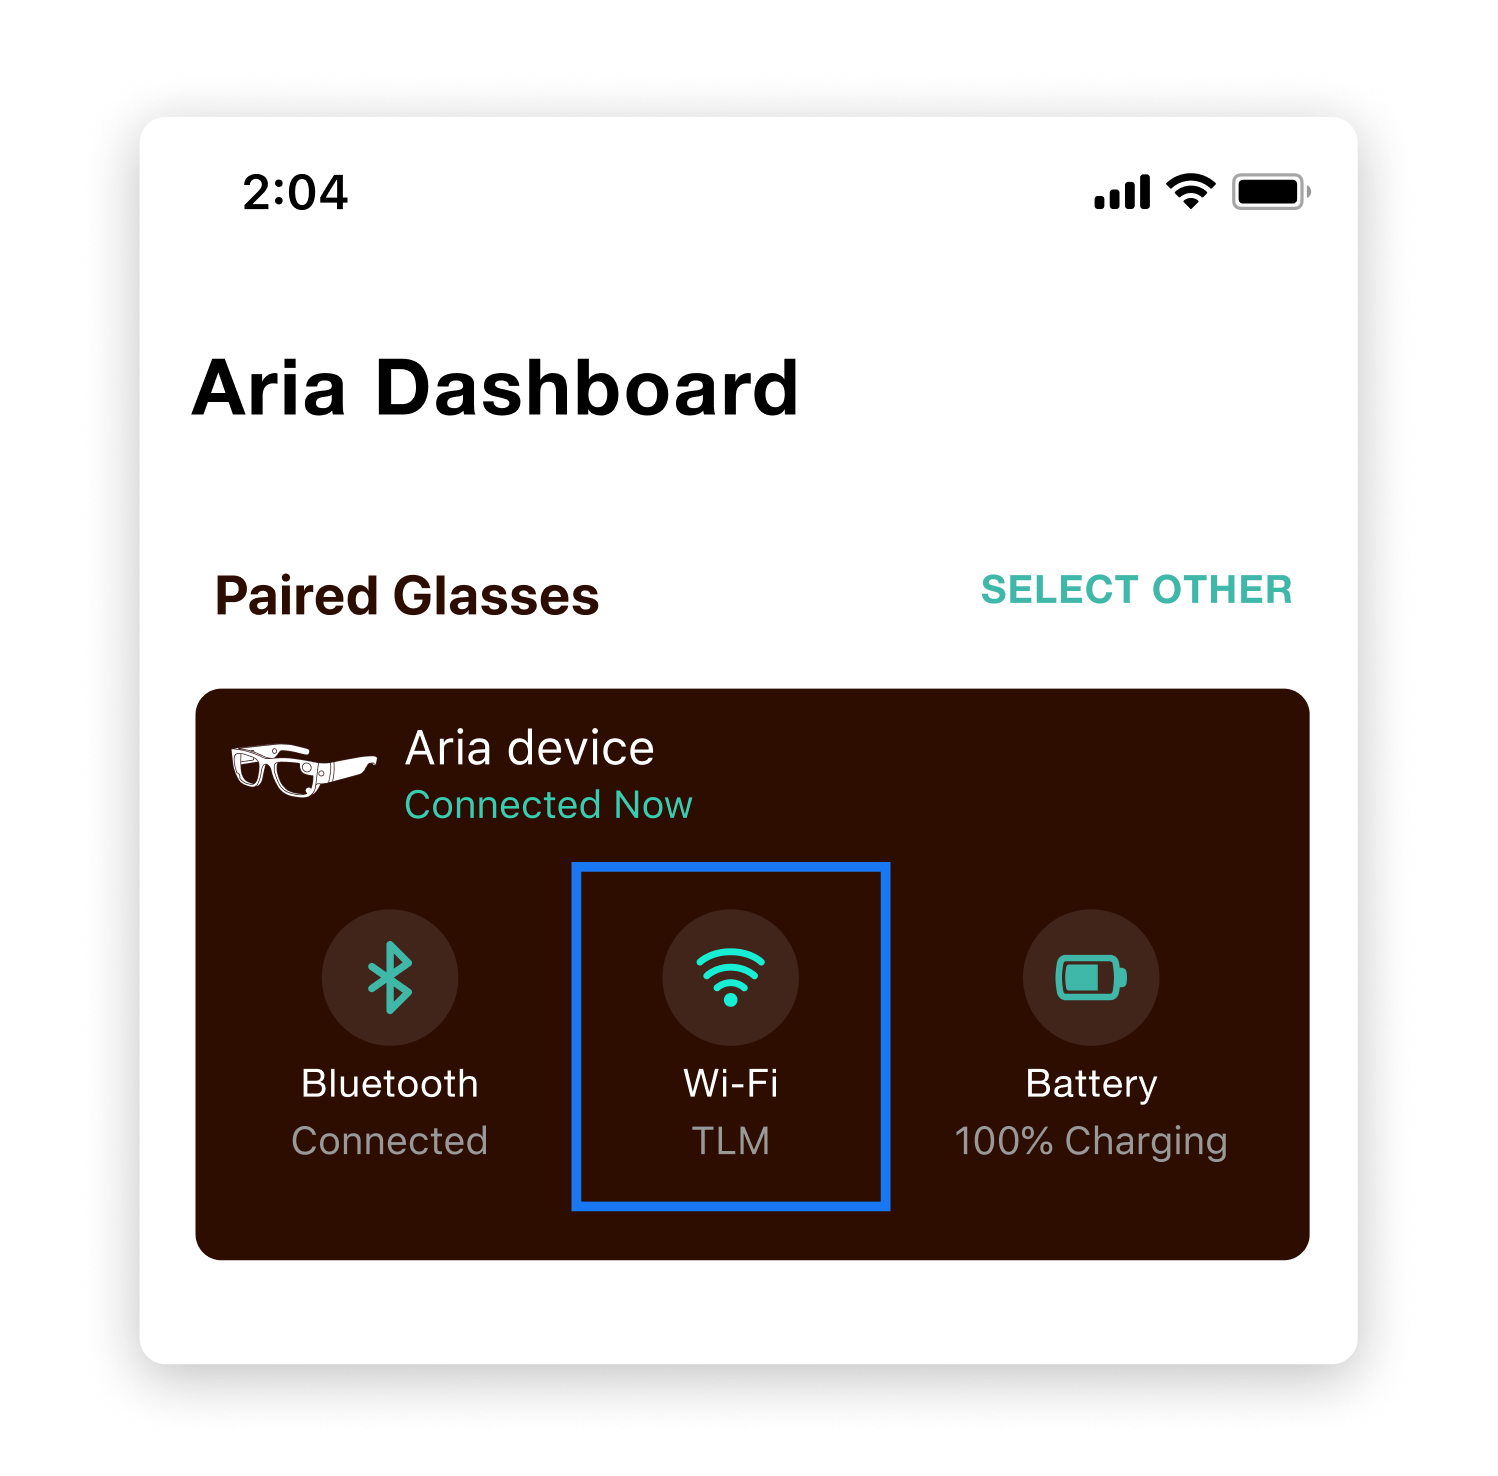 2:04
Aria Dashboard
Paired Glasses
SELECT OTHER
Aria device
Connected Now
Bluetooth
Connected
Wi-Fi
TLM
Battery
100% Charging